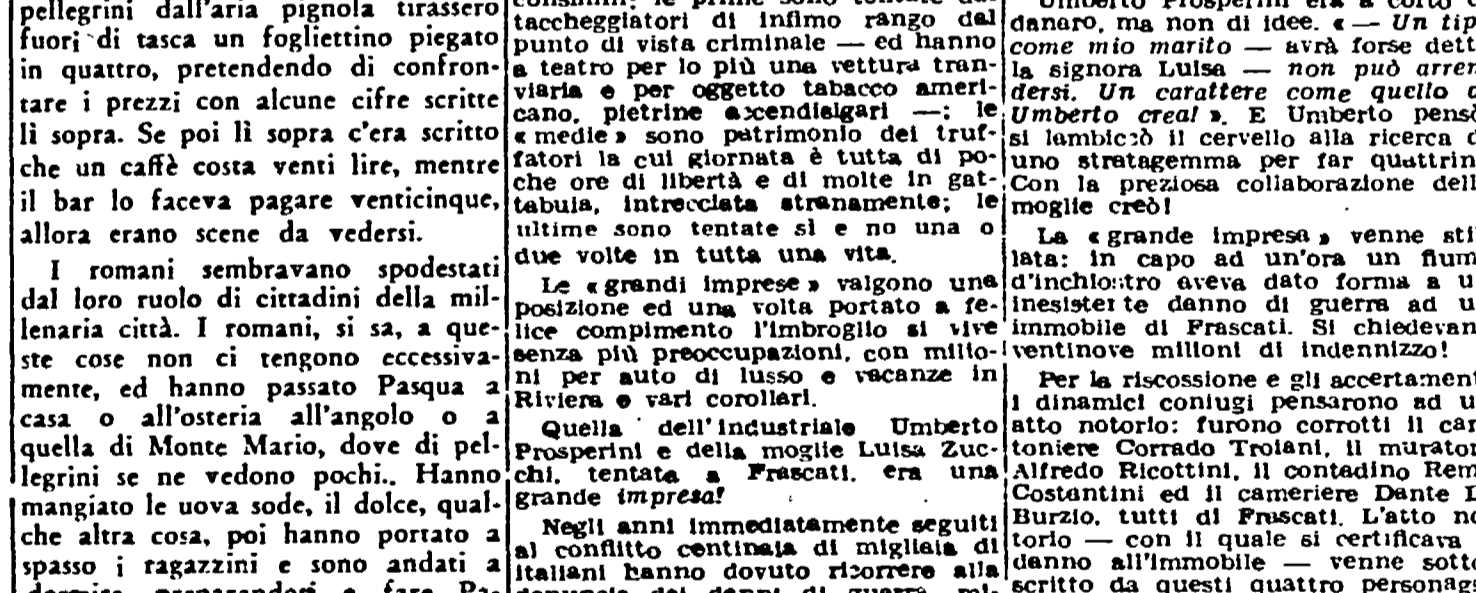 pellegrini dall'aria pignola tirassero
fuori di tasca un fogliettino piegato
in quattro, pretendendo di confron-
tare i prezzi con alcune cifre scritte
lì sopra. Se poi lì sopra c'era scritto
che un caffè costa venti lire, mentre
il bar lo faceva pagare venticinque,
allora erano scene da vedersi.
I romani sembravano spodestati
dal loro ruolo di cittadini della mil-
lenaria città. I romani, si sa, a que-
ste cose non ci tengono eccessiva-
mente, ed hanno passato Pasqua a
casa o all'osteria all'angolo o a
quella di Monte Mario, dove di pel-
legrini se ne vedono pochi.. Hanno
mangiato le uova sode, il dolce, qual-
che altra cosa, poi hanno portato a
spasso i ragazzini e sono andati a
taccheggiatori di infimo rango dal
punto di vista criminale — ed hanno
a teatro per lo più una vettura tran-
viaria e per oggetto tabacco ameri-
cano, pietrine accendisigari —; le
« medie » sono patrimonio dei truf-
fatori la cui giornata è tutta di po-
che ore di libertà e di molte in gat-
tabuia, intrecciata stranamente; le
ultime sono tentate sì e no una o
due volte in tutta una vita.
Le « grandi imprese » valgono una
posizione ed una volta portato a fe-
lice compimento l'imbroglio si vive
senza più preoccupazioni, con milio-
ni per auto di lusso e vacanze in
Riviera e vari corollari.
Quella dell'industriale Umberto
Prosperini e della moglie Luisa Zuc-
chi, tentata a Frascati, era una
grande impresa!
Negli anni immediatamente seguiti
al conflitto centinaia di migliaia di
italiani hanno dovuto ricorrere alla
Umberto Prosperini era a corto
danaro, ma non di idee. « — Un tip
come mio marito — avrà forse dett
la signora Luisa — non può arren
dersi. Un carattere come quello d
Umberto crea! ». E Umberto pensò
si lambiccò il cervello alla ricerca d
uno stratagemma per far quattrin
Con la preziosa collaborazione dell
moglie creò!
La « grande impresa » venne sti
lata: in capo ad un'ora un fium
d'inchiostro aveva dato forma a u
inesistente danno di guerra ad u
immobile di Frascati. Si chiedevan
ventinove milioni di indennizzo!
Per la riscossione e gli accertament
i dinamici coniugi pensarono ad u
atto notorio: furono corrotti il car
toniere Corrado Troiani, il murator
Alfredo Ricottini, il contadino Rem
Costantini ed il cameriere Dante D
Burzio, tutti di Frascati. L'atto no
torio — con il quale si certificava
danno all'immobile — venne sotto
scritto da questi quattro personagg